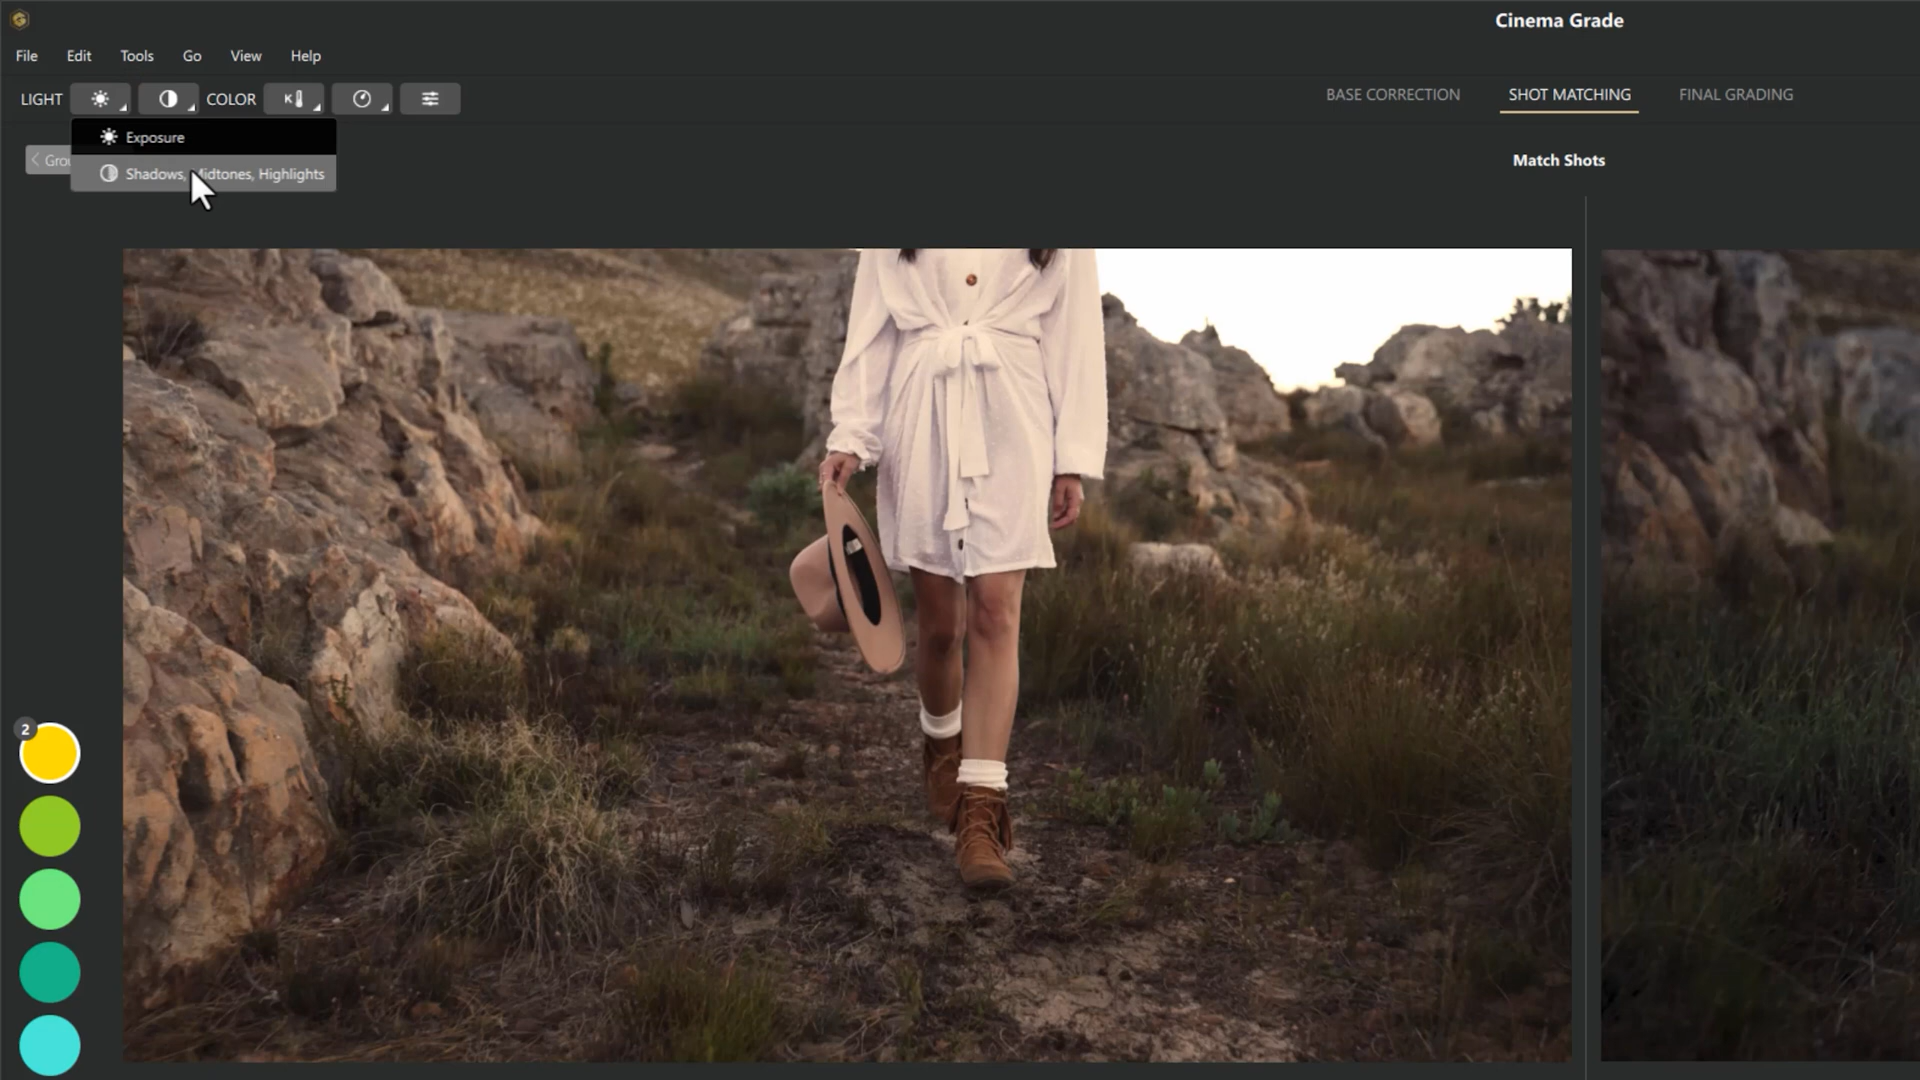 Cinema Grade
File Edit Tools Go View Help
LIGHT COLOR K
BASE CORRECTION SHOT MATCHING FINAL GRADING
Exposure
Shadows, Midtones, Highlights
Match Shots
2